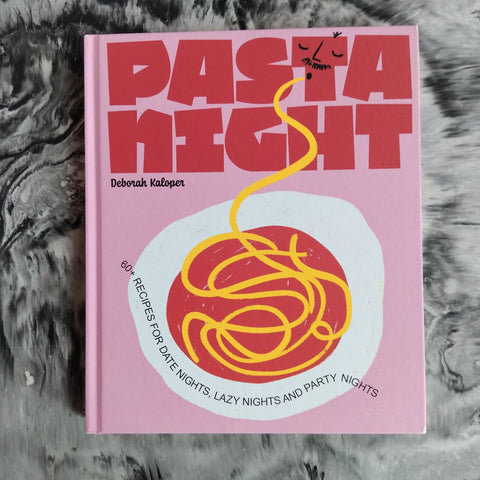 PASTA
NIGHT
Deborah Kaloper
60+ RECIPES FOR DATE NIGHTS, LAZY NIGHTS AND PARTY NIGHTS